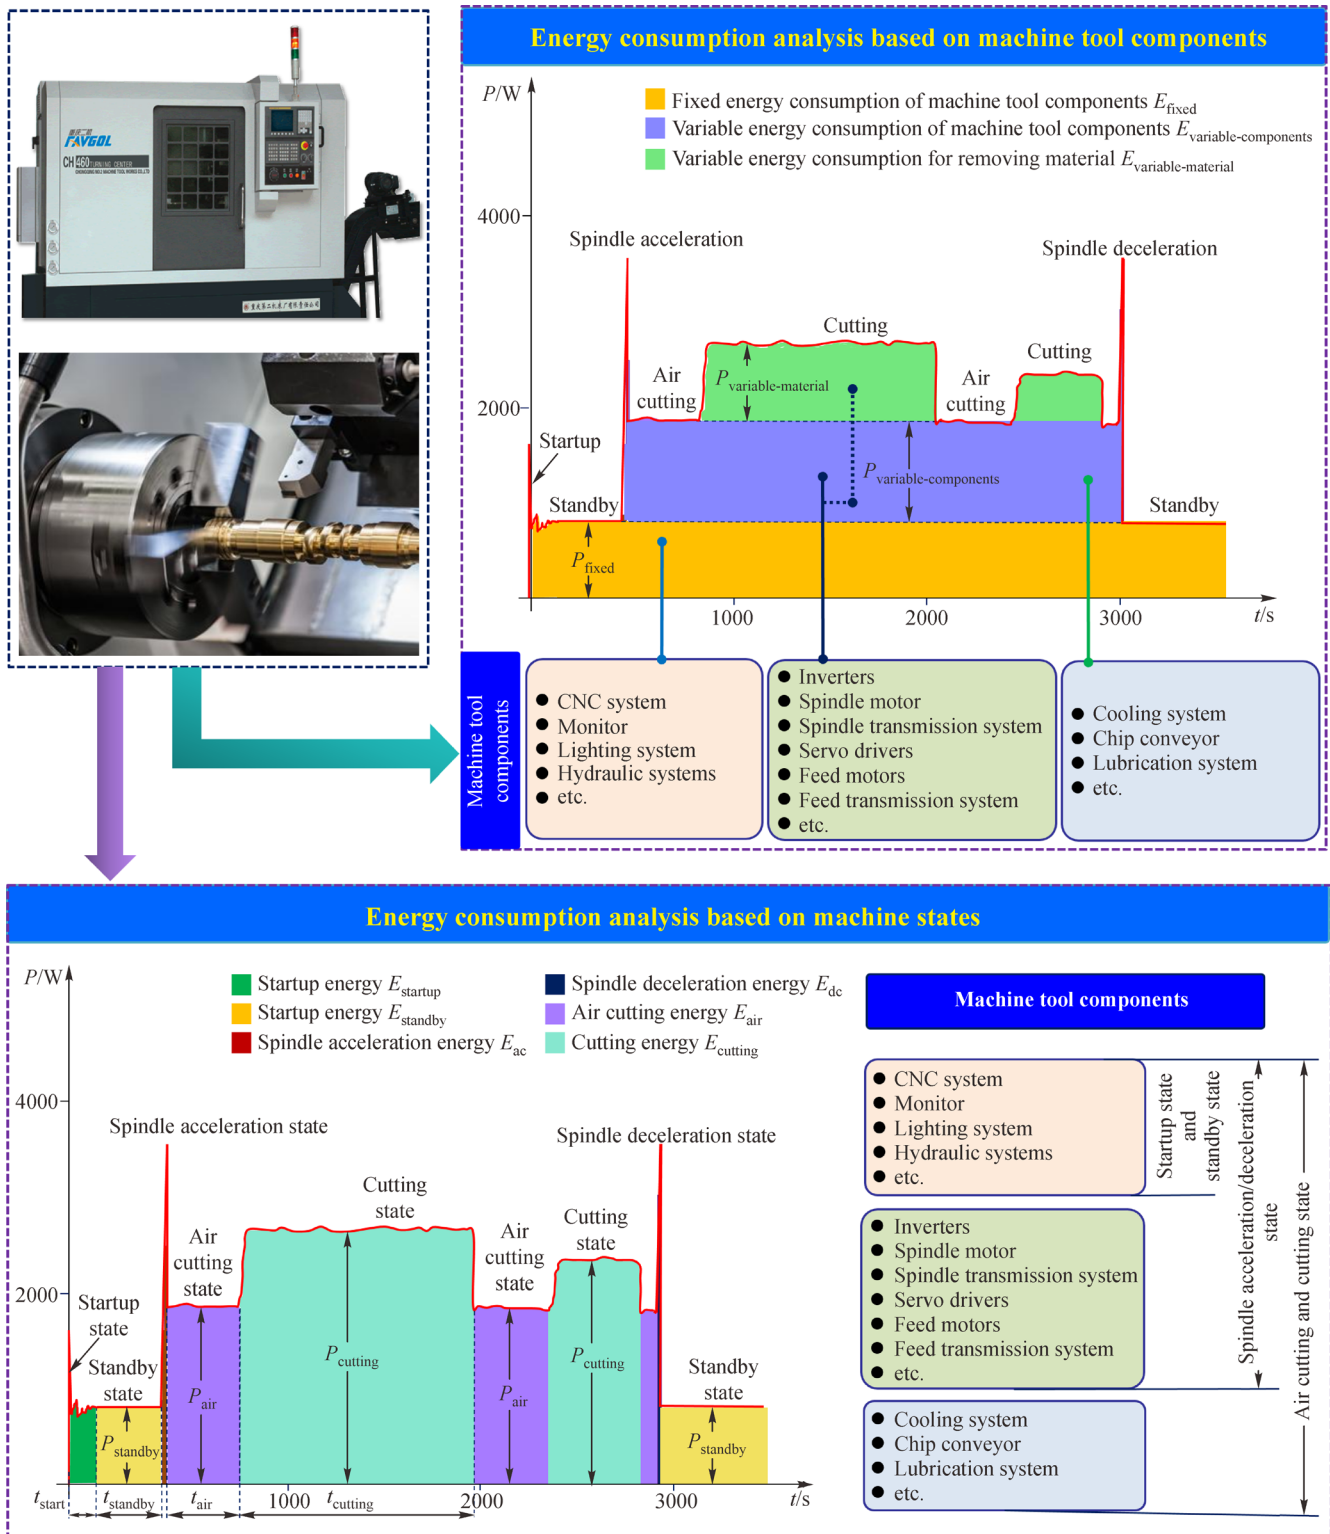 FAVGOL
CH 460 TURNING CENTER
Energy consumption analysis based on machine tool components
P/W
Fixed energy consumption of machine tool components E_fixed
Variable energy consumption of machine tool components E_variable-components
Variable energy consumption for removing material E_variable-material
4000
Spindle acceleration
Spindle deceleration
Cutting
Cutting
Air
cutting
P_variable-material
Air
cutting
2000
Startup
P_variable-components
Standby
Standby
P_fixed
1000
2000
3000
t/s
Machine tool
components
CNC system
Monitor
Lighting system
Hydraulic systems
etc.
Inverters
Spindle motor
Spindle transmission system
Servo drivers
Feed motors
Feed transmission system
etc.
Cooling system
Chip conveyor
Lubrication system
etc.
Energy consumption analysis based on machine states
P/W
Startup energy E_startup
Startup energy E_standby
Spindle acceleration energy E_ac
Spindle deceleration energy E_dc
Air cutting energy E_air
Cutting energy E_cutting
4000
Spindle acceleration state
Spindle deceleration state
Cutting
state
Cutting
state
Air
cutting
state
Air
cutting
state
2000
Startup
state
Standby
state
Standby
state
P_standby
P_air
P_cutting
P_air
P_cutting
P_standby
t_start
t_standby
t_air
1000
t_cutting
2000
3000
t/s
Machine tool components
CNC system
Monitor
Lighting system
Hydraulic systems
etc.
Inverters
Spindle motor
Spindle transmission system
Servo drivers
Feed motors
Feed transmission system
etc.
Cooling system
Chip conveyor
Lubrication system
etc.
Startup state
and
standby state
Spindle acceleration/deceleration
state
Air cutting and cutting state